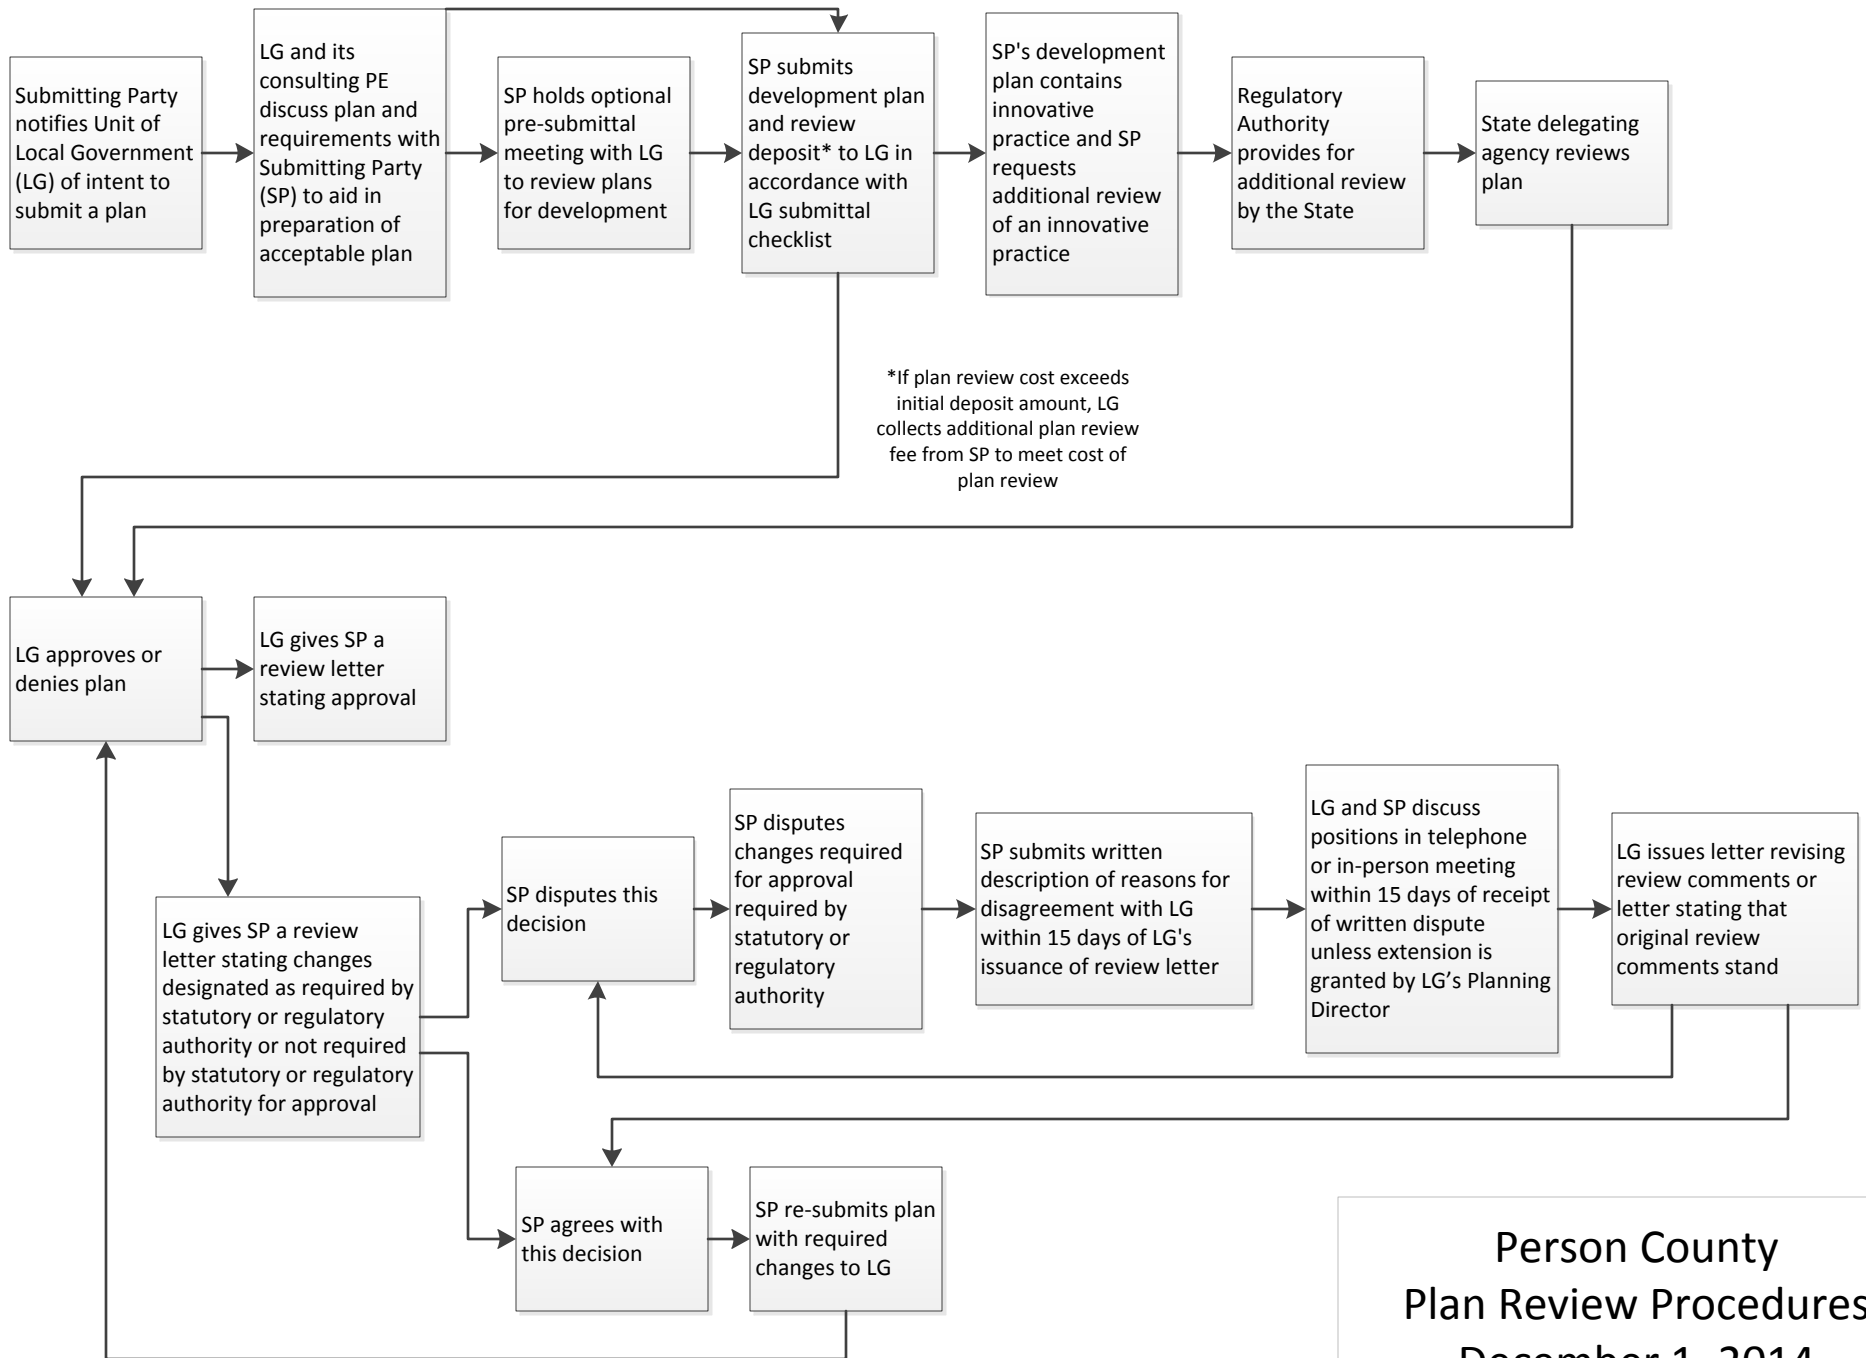 Submitting Party
notifies Unit of
Local Government
(LG) of intent to
submit a plan
LG and its
consulting PE
discuss plan and
requirements with
Submitting Party
(SP) to aid in
preparation of
acceptable plan
SP holds optional
pre-submittal
meeting with LG
to review plans
for development
SP submits
development plan
and review
deposit* to LG in
accordance with
LG submittal
checklist
SP's development
plan contains
innovative
practice and SP
requests
additional review
of an innovative
practice
Regulatory
Authority
provides for
additional review
by the State
State delegating
agency reviews
plan
*If plan review cost exceeds
initial deposit amount, LG
collects additional plan review
fee from SP to meet cost of
plan review
LG approves or
denies plan
LG gives SP a
review letter
stating approval
LG gives SP a review
letter stating changes
designated as required by
statutory or regulatory
authority or not required
by statutory or regulatory
authority for approval
SP disputes this
decision
SP disputes
changes required
for approval
required by
statutory or
regulatory
authority
SP submits written
description of reasons for
disagreement with LG
within 15 days of LG's
issuance of review letter
LG and SP discuss
positions in telephone
or in-person meeting
within 15 days of receipt
of written dispute
unless extension is
granted by LG’s Planning
Director
LG issues letter revising
review comments or
letter stating that
original review
comments stand
SP agrees with
this decision
SP re-submits plan
with required
changes to LG
Person County
Plan Review Procedures
December 1, 2014